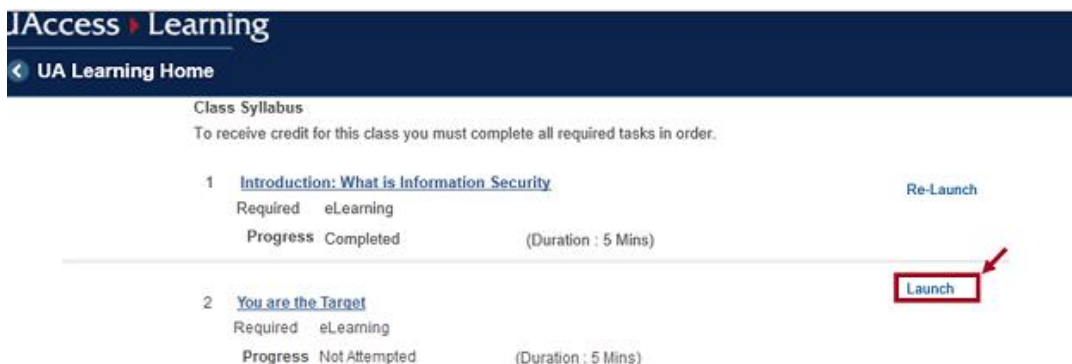 UAccess Learning
UA Learning Home
Class Syllabus
To receive credit for this class you must complete all required tasks in order.
1 Introduction: What is Information Security Re-Launch
Required eLearning
Progress Completed (Duration : 5 Mins)
Launch
2 You are the Target
Required eLearning
Progress Not Attempted (Duration : 5 Mins)